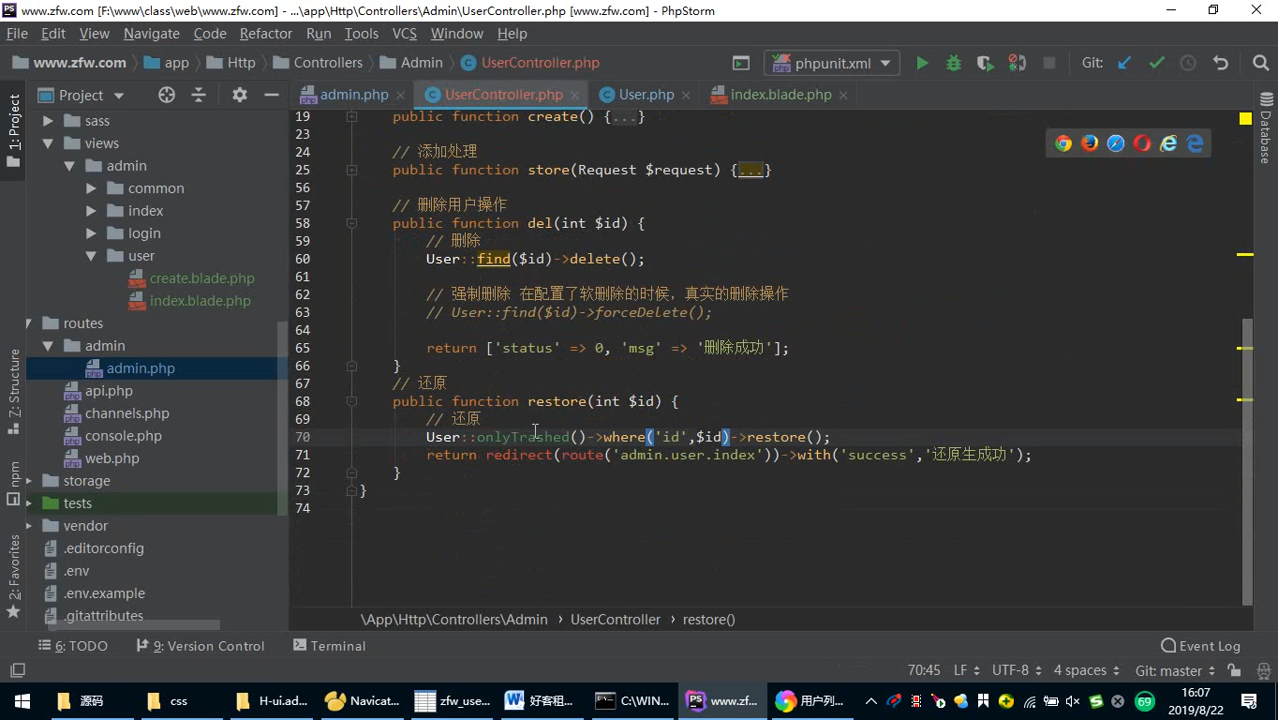 www.zfw.com [F:\www\class\web\www.zfw.com] - ...\app\Http\Controllers\Admin\UserController.php [www.zfw.com] - PhpStorm
File Edit View Navigate Code Refactor Run Tools VCS Window Help
www.zfw.com app Http Controllers Admin UserController.php phpunit.xml Git:
Project admin.php UserController.php User.php index.blade.php
1: Project
Z: Structure
npm
2: Favorites
Database
sass
views
admin
common
index
login
user
create.blade.php
index.blade.php
routes
admin
admin.php
api.php
channels.php
console.php
web.php
storage
tests
vendor
.editorconfig
.env
.env.example
.gitattributes
19 public function create() {...}
23
24 // 添加处理
25 public function store(Request $request) {...}
56
57 // 删除用户操作
58 public function del(int $id) {
59 // 删除
60 User::find($id)->delete();
61
62 // 强制删除 在配置了软删除的时候，真实的删除操作
63 // User::find($id)->forceDelete();
64
65 return ['status' => 0, 'msg' => '删除成功'];
66 }
67 // 还原
68 public function restore(int $id) {
69 // 还原
70 User::onlyTrashed()->where('id',$id)->restore();
71 return redirect(route('admin.user.index'))->with('success','还原生成功');
72 }
73 }
74
\App\Http\Controllers\Admin UserController restore()
6: TODO 9: Version Control Terminal Event Log
70:45 LF UTF-8 4 spaces Git: master
源码 css H-ui.ad... Navicat... zfw_use... 好客租... C:\WIN... www.zf... 用户列... 69 16:07
2019/8/22